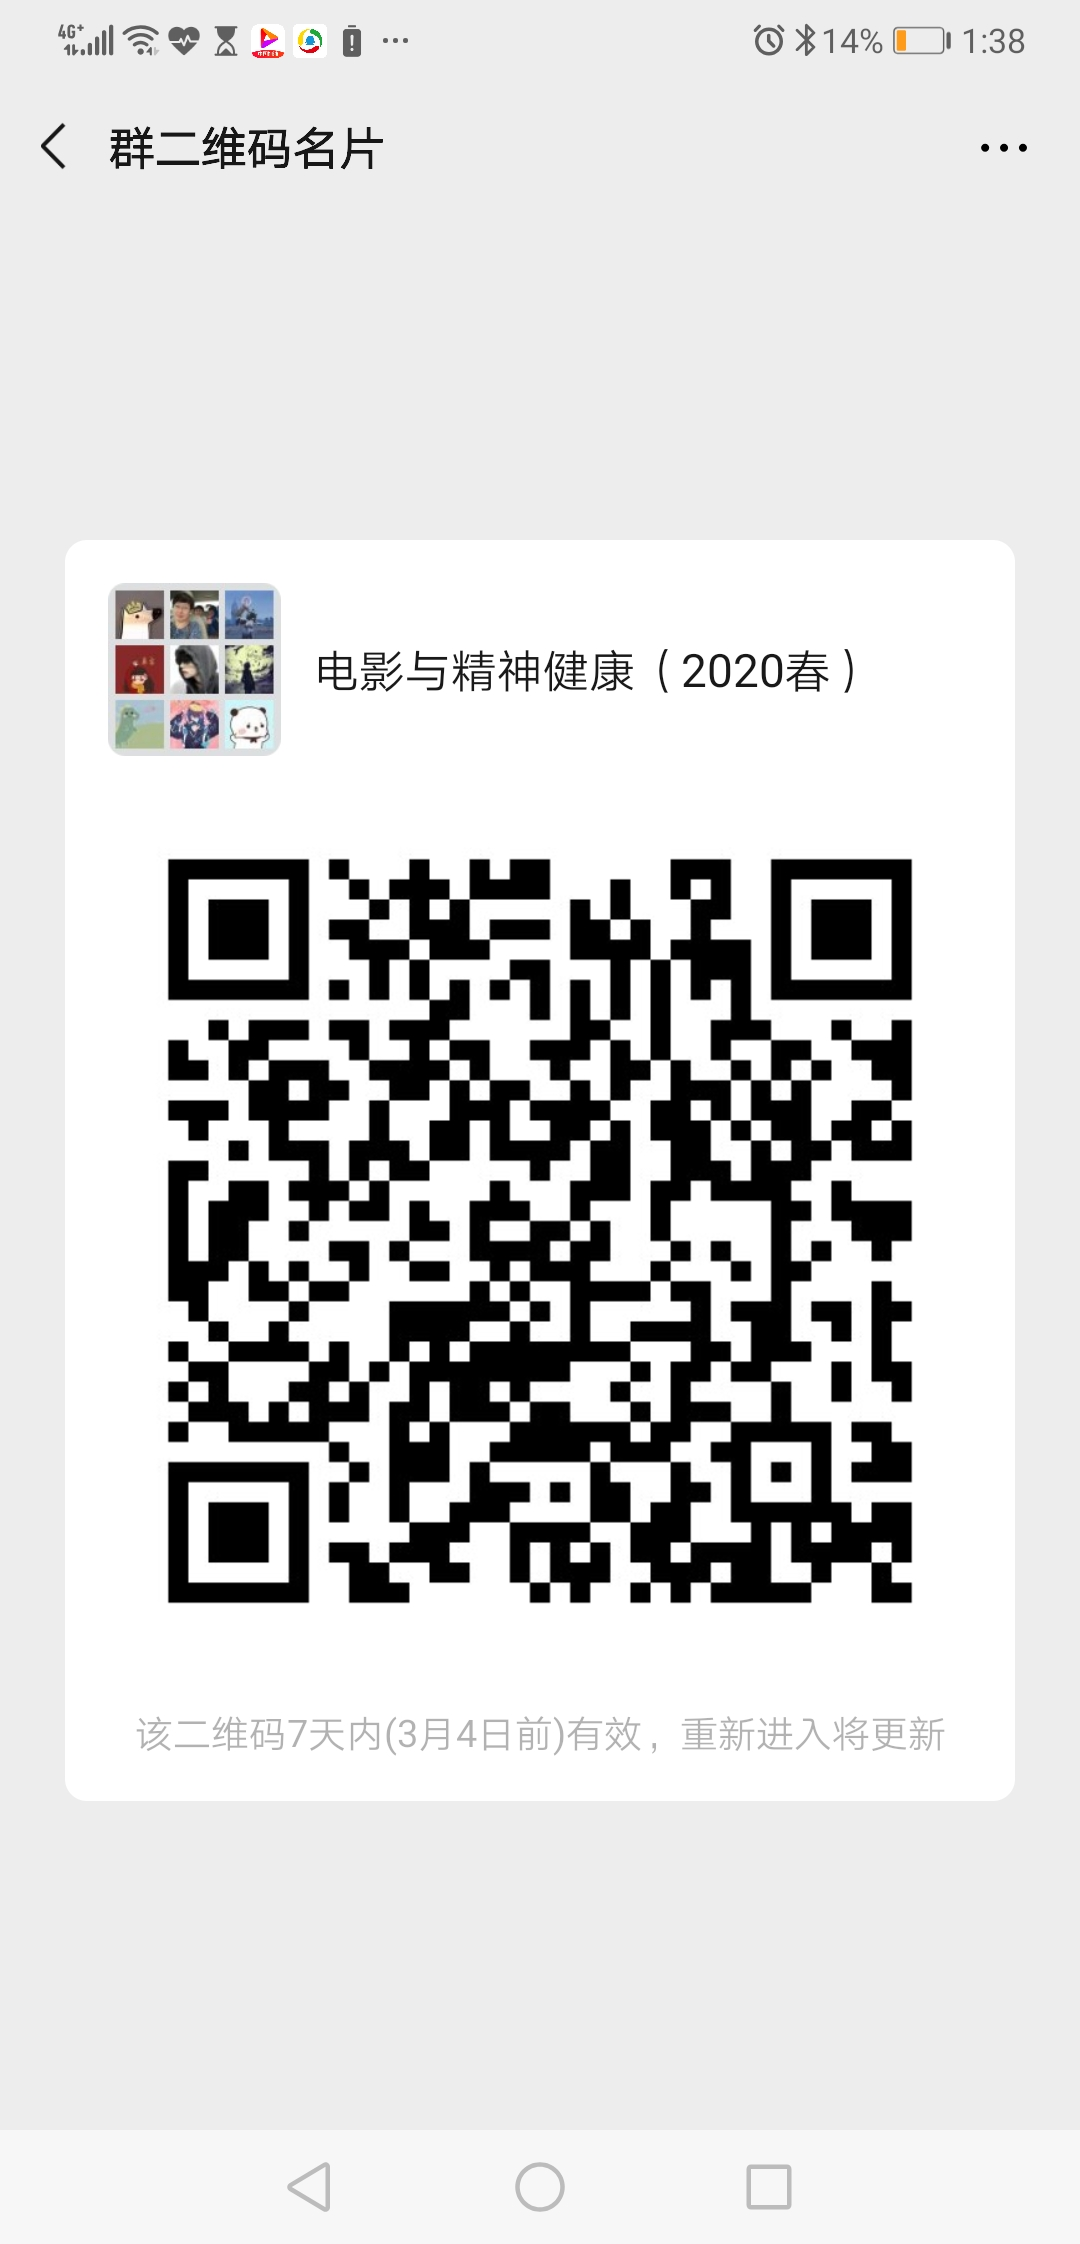 4G+ 14% 1:38
群二维码名片
电影与精神健康（2020春）
该二维码7天内(3月4日前)有效，重新进入将更新